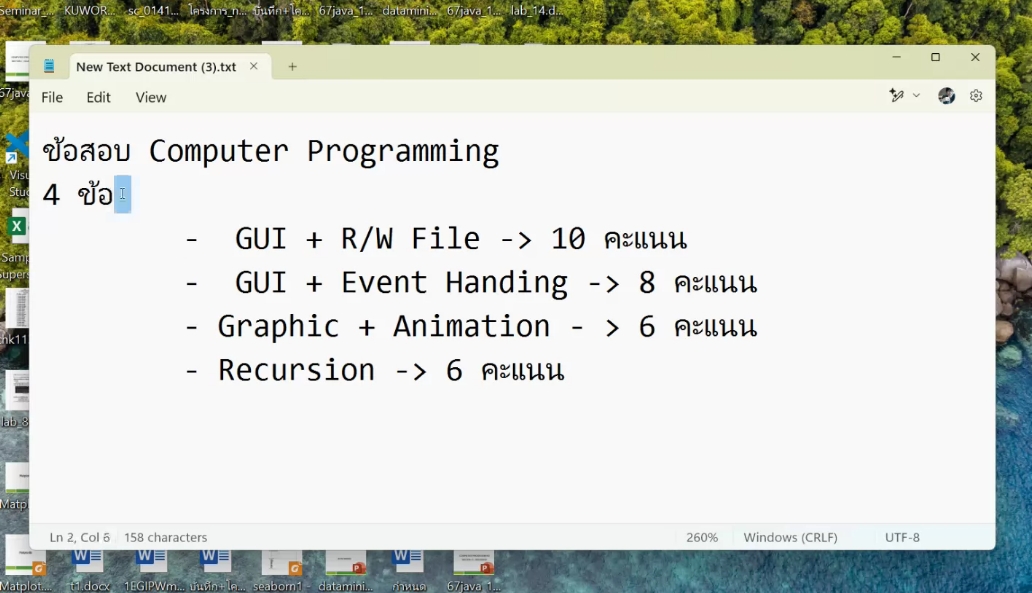 Seminar_... KUWOR... sc_0141... โครงการ_ก... บันทึก+โค... 67java_1... datamini... 67java_1... lab_14.d...
New Text Document (3).txt
File Edit View
ข้อสอบ Computer Programming
4 ข้อ
- GUI + R/W File -> 10 คะแนน
- GUI + Event Handing -> 8 คะแนน
- Graphic + Animation - > 6 คะแนน
- Recursion -> 6 คะแนน
Ln 2, Col 6 158 characters 260% Windows (CRLF) UTF-8
67java
Visu
Stud
Samp
Supers
lab_8
Matpl
Matplot... t1.docx 1EGIPWm... บันทึก+โค... seaborn1 - datamini... กำหนด 67java_1...